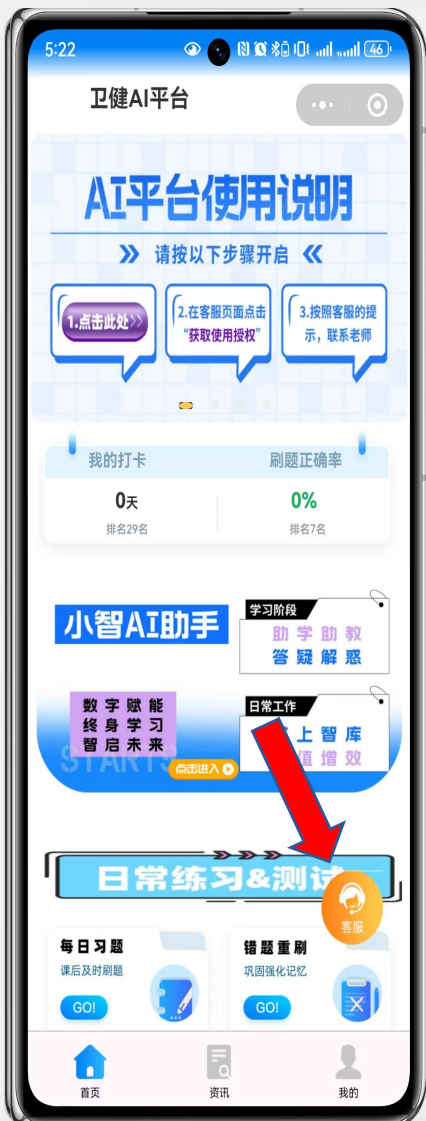 5:22
46
卫健AI平台
AI平台使用说明
请按以下步骤开启
1.点击此处>>
2.在客服页面点击
“获取使用授权”
3.按照客服的提
示，联系老师
我的打卡
刷题正确率
0天
0%
排名29名
排名7名
小智AI助手
学习阶段
助学助教
答疑解惑
数字赋能
终身学习
智启未来
日常工作
上智库
值增效
STARTS
点击进入
日常练习&测试
客服
每日习题
课后及时刷题
GO!
错题重刷
巩固强化记忆
GO!
首页
资讯
我的